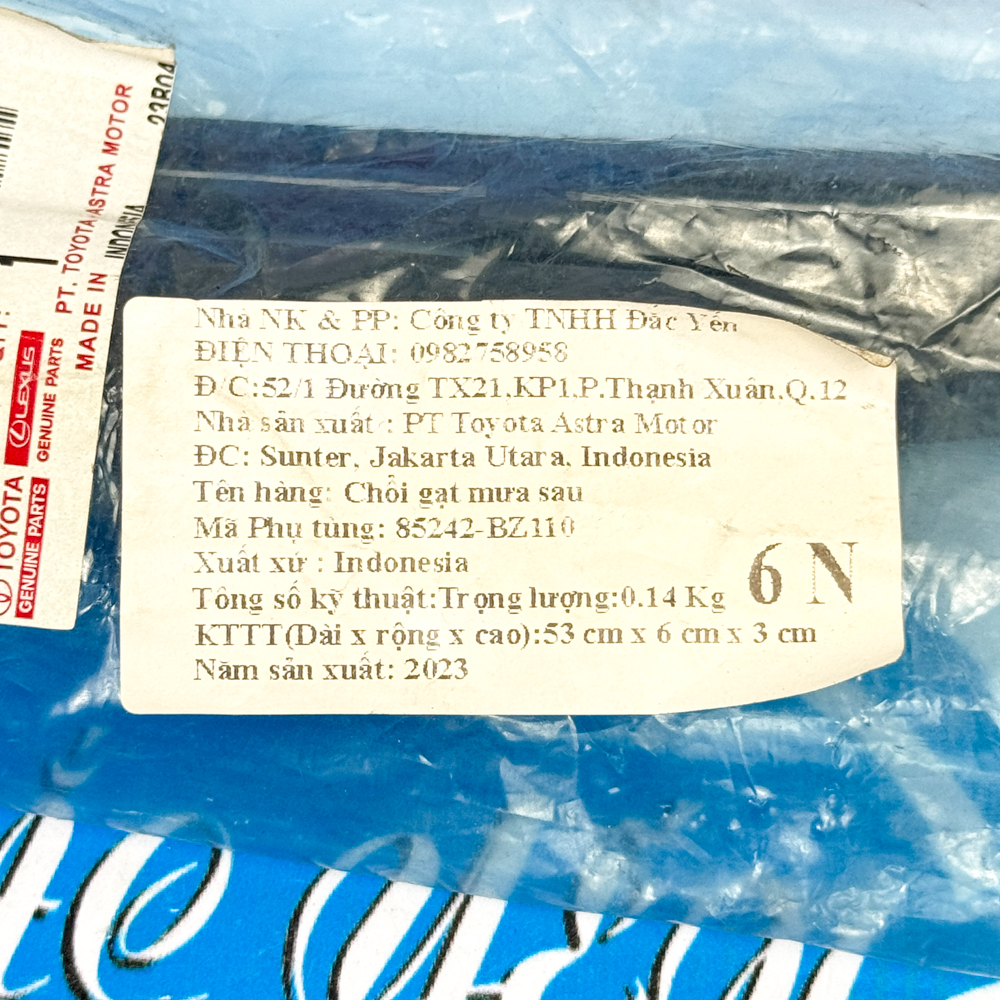 23B04
PT. TOYOTA ASTRA MOTOR
MADE IN INDONESIA
1
LEXUS
GENUINE PARTS
TOYOTA
GENUINE PARTS
Nhà NK & PP: Công ty TNHH Đắc Yến
ĐIỆN THOẠI: 0982758958
Đ/C:52/1 Đường TX21.KP1.P.Thạnh Xuân.Q.12
Nhà sản xuất : PT Toyota Astra Motor
ĐC: Sunter, Jakarta Utara. Indonesia
Tên hàng: Chổi gạt mưa sau
Mã Phụ tùng: 85242-BZ110
Xuất xứ : Indonesia
Tông số kỹ thuật:Trọng lượng:0.14 Kg
6 N
KTTT(Dài x rộng x cao):53 cm x 6 cm x 3 cm
Năm sản xuất: 2023